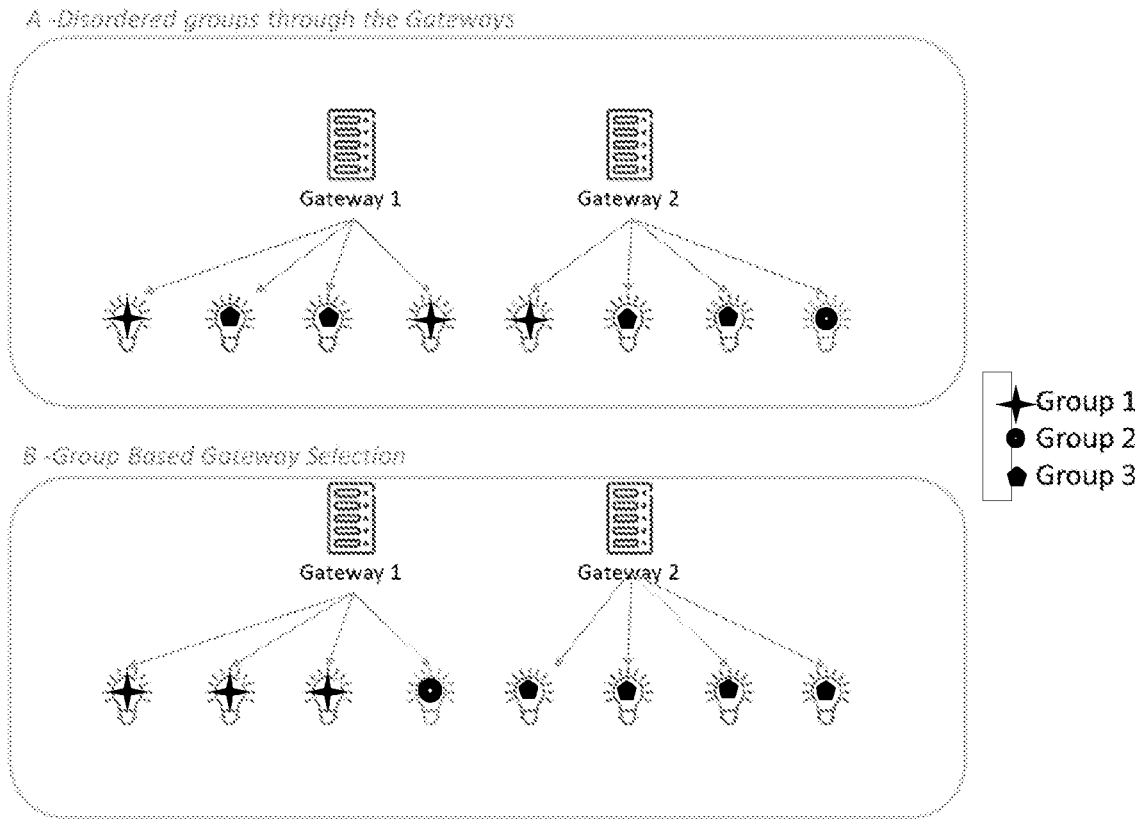 A -Disordered groups through the Gateways
Gateway 1
Gateway 2
Group 1
Group 2
Group 3
B -Group Based Gateway Selection
Gateway 1
Gateway 2